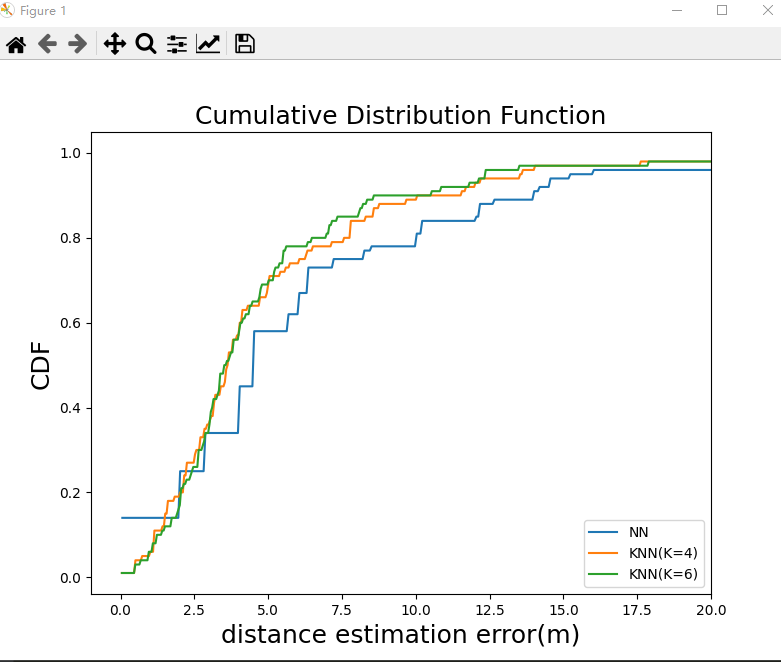 Figure 1
Cumulative Distribution Function
1.0
0.8
0.6
0.4
0.2
0.0
CDF
NN
KNN(K=4)
KNN(K=6)
0.0 2.5 5.0 7.5 10.0 12.5 15.0 17.5 20.0
distance estimation error(m)